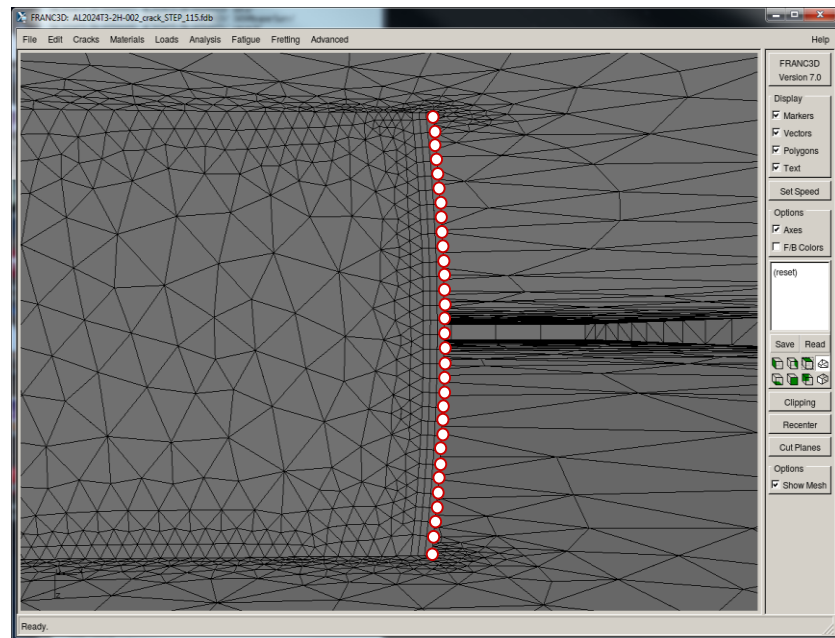 FRANC3D: AL2024T3-2H-002_crack_STEP_115.fdb
File Edit Cracks Materials Loads Analysis Fatigue Fretting Advanced Help
FRANC3D
Version 7.0
Display
Markers
Vectors
Polygons
Text
Set Speed
Options
Axes
F/B Colors
(reset)
Save Read
Clipping
Recenter
Cut Planes
Options
Show Mesh
Z
Ready.